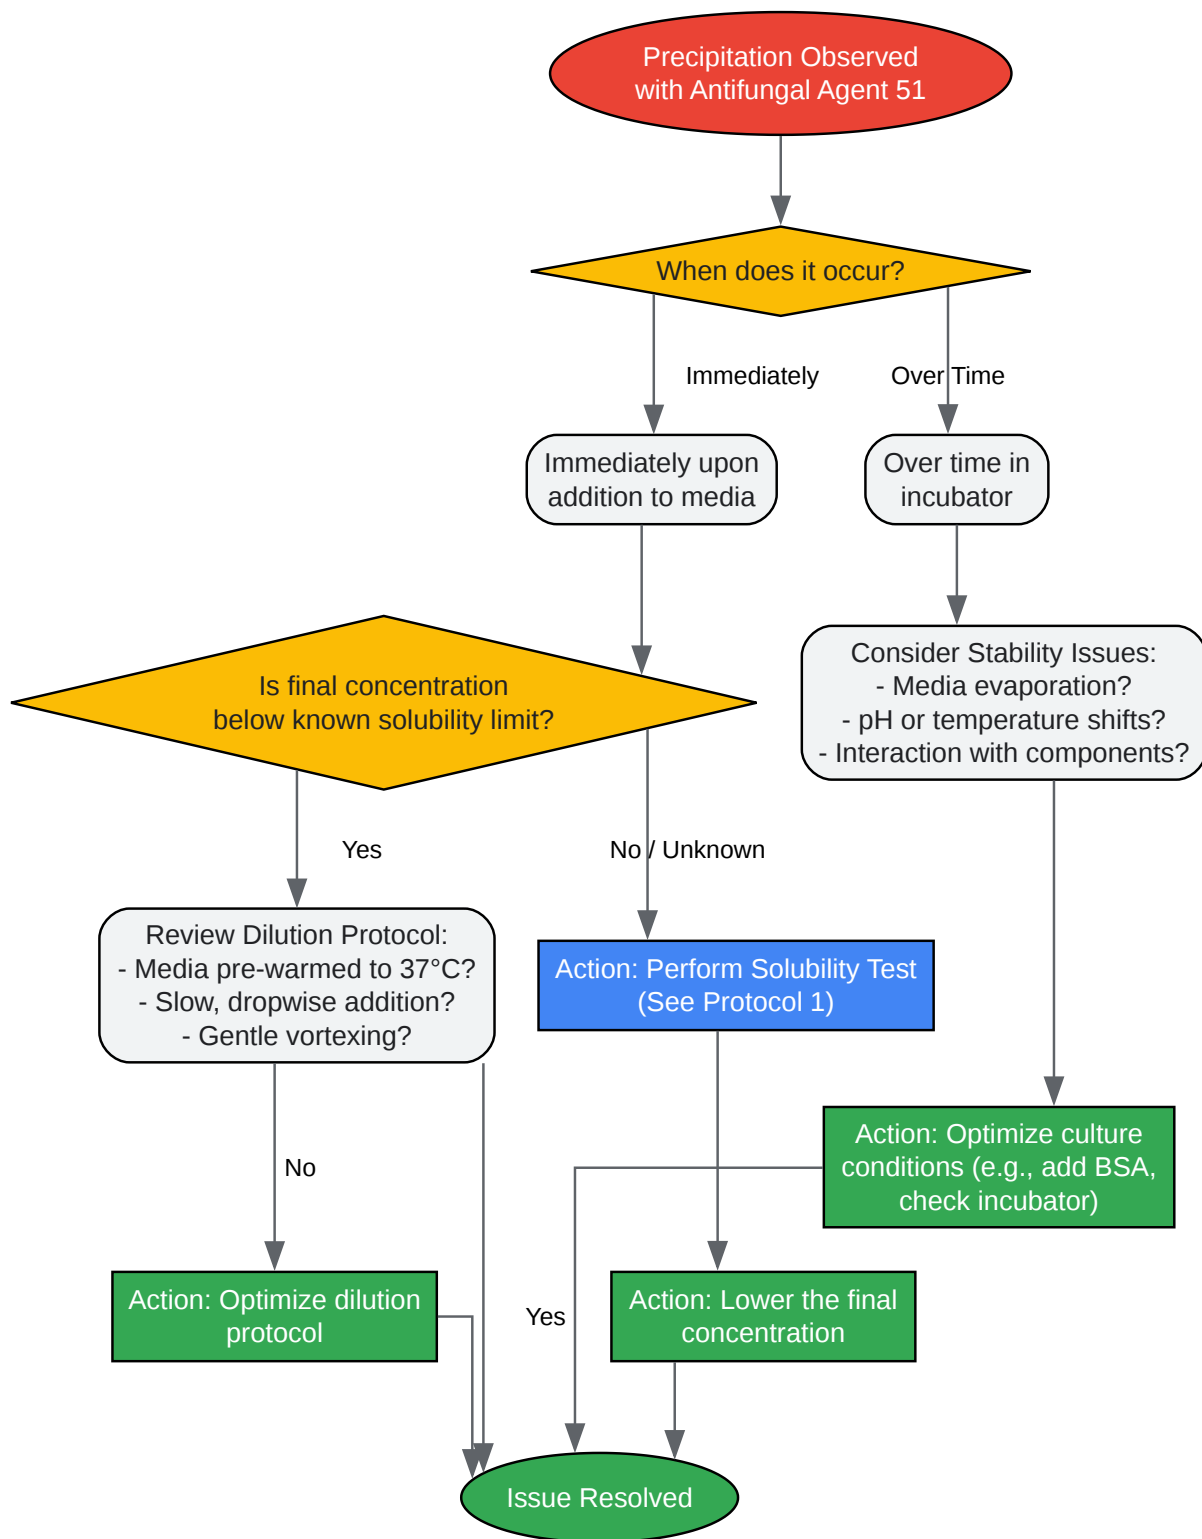 Precipitation Observed
with Antifungal Agent 51
When does it occur?
Immediately
Over Time
Immediately upon
addition to media
Over time in
incubator
Is final concentration
below known solubility limit?
Consider Stability Issues:
- Media evaporation?
- pH or temperature shifts?
- Interaction with components?
Yes
No / Unknown
Review Dilution Protocol:
- Media pre-warmed to 37°C?
- Slow, dropwise addition?
- Gentle vortexing?
Action: Perform Solubility Test
(See Protocol 1)
Action: Optimize culture
conditions (e.g., add BSA,
check incubator)
No
Action: Optimize dilution
protocol
Yes
Action: Lower the final
concentration
Issue Resolved